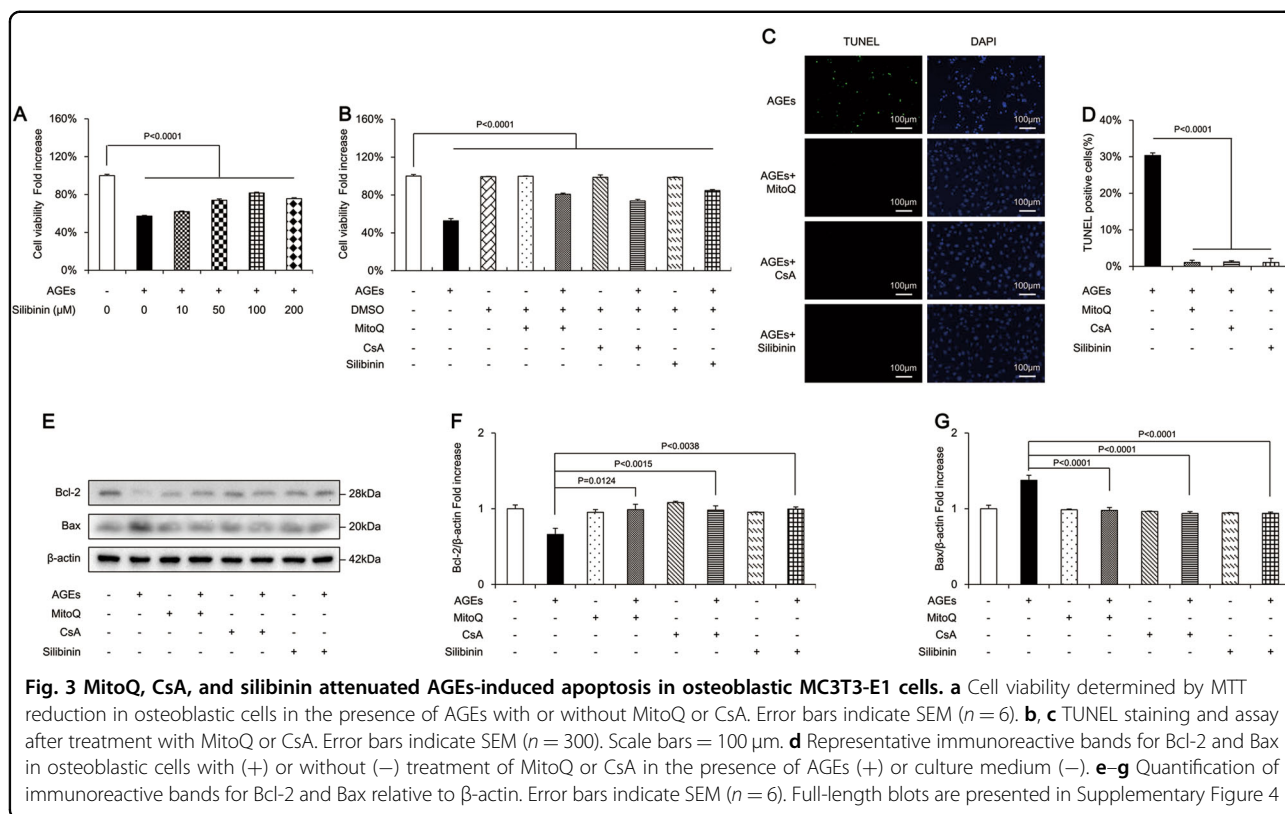 A
160%
120%
80%
40%
0%
Cell viability Fold increase
P<0.0001
AGEs - + + + + +
Silibinin (μM) 0 0 10 50 100 200
B
160%
120%
80%
40%
0%
Cell viability Fold increase
P<0.0001
AGEs - + - - + - + - +
DMSO - - + + + + + + +
MitoQ - - - + + - - - -
CsA - - - - - + + - -
Silibinin - - - - - - - + +
C
TUNEL DAPI
AGEs
100μm 100μm
AGEs+
MitoQ
100μm 100μm
AGEs+
CsA
100μm 100μm
AGEs+
Silibinin
100μm 100μm
D
40%
30%
20%
10%
0%
TUNEL positive cells(%)
P<0.0001
AGEs + + + +
MitoQ - + - -
CsA - - + -
Silibinin - - - +
E
Bcl-2 28kDa
Bax 20kDa
β-actin 42kDa
AGEs - + - + - + - +
MitoQ - - + + - - - -
CsA - - - - + + - -
Silibinin - - - - - - + +
F
2
1
0
Bcl-2/β-actin Fold increase
P<0.0038
P<0.0015
P=0.0124
AGEs - + - + - + - +
MitoQ - - + + - - - -
CsA - - - - + + - -
Silibinin - - - - - - + +
G
2
1
0
Bax/β-actin Fold increase
P<0.0001
P<0.0001
P<0.0001
AGEs - + - + - + - +
MitoQ - - + + - - - -
CsA - - - - + + - -
Silibinin - - - - - - + +
Fig. 3 MitoQ, CsA, and silibinin attenuated AGEs-induced apoptosis in osteoblastic MC3T3-E1 cells. a Cell viability determined by MTT
reduction in osteoblastic cells in the presence of AGEs with or without MitoQ or CsA. Error bars indicate SEM (n = 6). b, c TUNEL staining and assay
after treatment with MitoQ or CsA. Error bars indicate SEM (n = 300). Scale bars = 100 μm. d Representative immunoreactive bands for Bcl-2 and Bax
in osteoblastic cells with (+) or without (−) treatment of MitoQ or CsA in the presence of AGEs (+) or culture medium (−). e–g Quantification of
immunoreactive bands for Bcl-2 and Bax relative to β-actin. Error bars indicate SEM (n = 6). Full-length blots are presented in Supplementary Figure 4